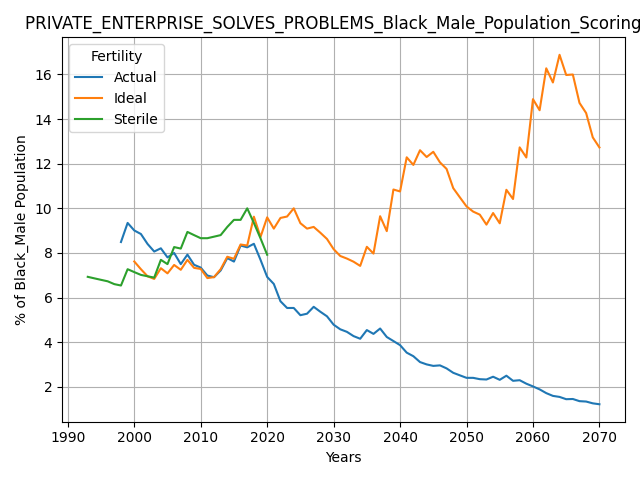 PRIVATE_ENTERPRISE_SOLVES_PROBLEMS_Black_Male_Population_Scoring
Fertility
Actual
Ideal
Sterile
% of Black_Male Population
16
14
12
10
8
6
4
2
1990 2000 2010 2020 2030 2040 2050 2060 2070
Years